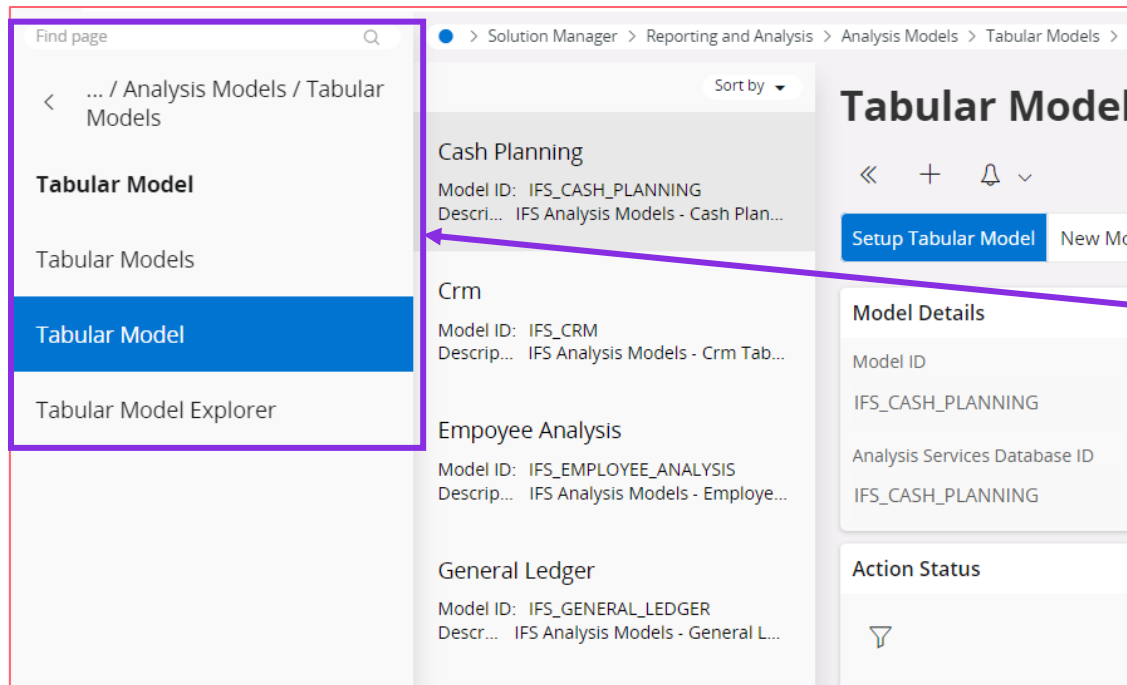 Find page
... / Analysis Models / Tabular
Models
Tabular Model
Tabular Models
Tabular Model
Tabular Model Explorer
> Solution Manager > Reporting and Analysis > Analysis Models > Tabular Models >
Sort by
Cash Planning
Model ID: IFS_CASH_PLANNING
Descri... IFS Analysis Models - Cash Plan...
Crm
Model ID: IFS_CRM
Descrip... IFS Analysis Models - Crm Tab...
Empoyee Analysis
Model ID: IFS_EMPLOYEE_ANALYSIS
Descrip... IFS Analysis Models - Employe...
General Ledger
Model ID: IFS_GENERAL_LEDGER
Descr... IFS Analysis Models - General L...
Tabular Model
Setup Tabular Model
New Mo
Model Details
Model ID
IFS_CASH_PLANNING
Analysis Services Database ID
IFS_CASH_PLANNING
Action Status